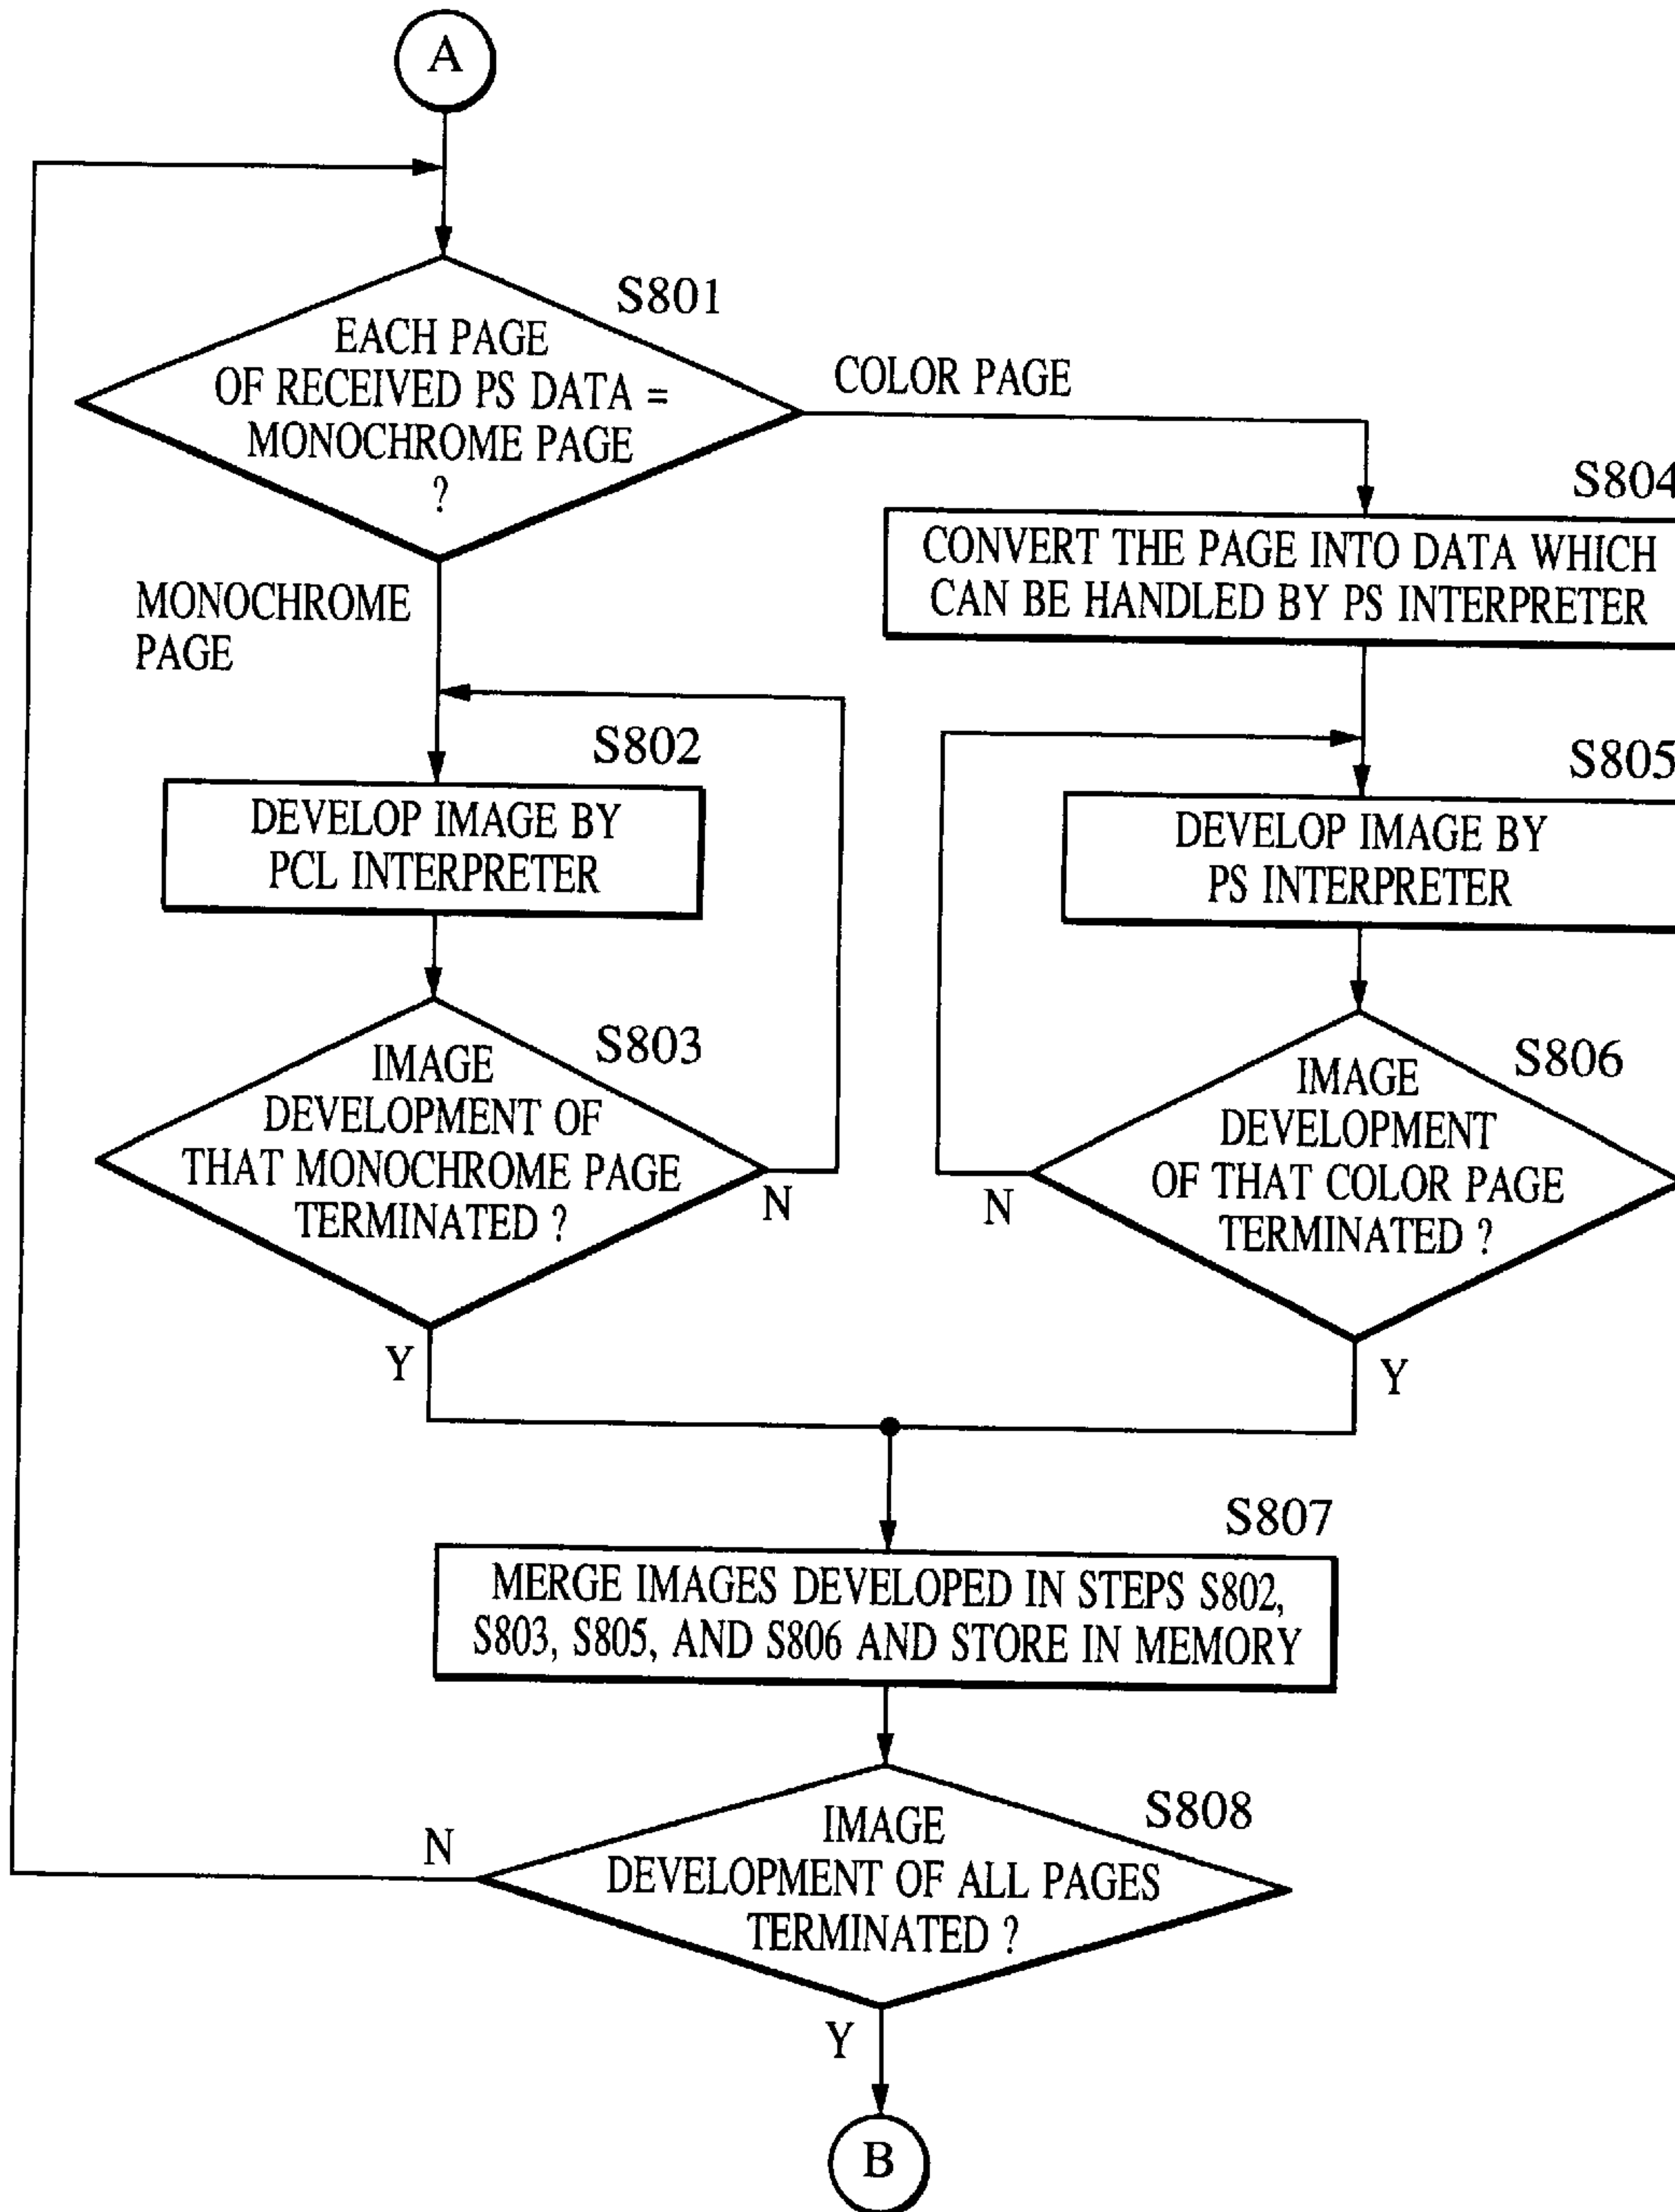 A
S801
EACH PAGE
OF RECEIVED PS DATA =
MONOCHROME PAGE
?
COLOR PAGE
MONOCHROME
PAGE
S804
CONVERT THE PAGE INTO DATA WHICH
CAN BE HANDLED BY PS INTERPRETER
S802
DEVELOP IMAGE BY
PCL INTERPRETER
S805
DEVELOP IMAGE BY
PS INTERPRETER
S803
IMAGE
DEVELOPMENT OF
THAT MONOCHROME PAGE
TERMINATED ?
N
Y
S806
IMAGE
DEVELOPMENT
OF THAT COLOR PAGE
TERMINATED ?
N
Y
S807
MERGE IMAGES DEVELOPED IN STEPS S802,
S803, S805, AND S806 AND STORE IN MEMORY
S808
IMAGE
DEVELOPMENT OF ALL PAGES
TERMINATED ?
N
Y
B